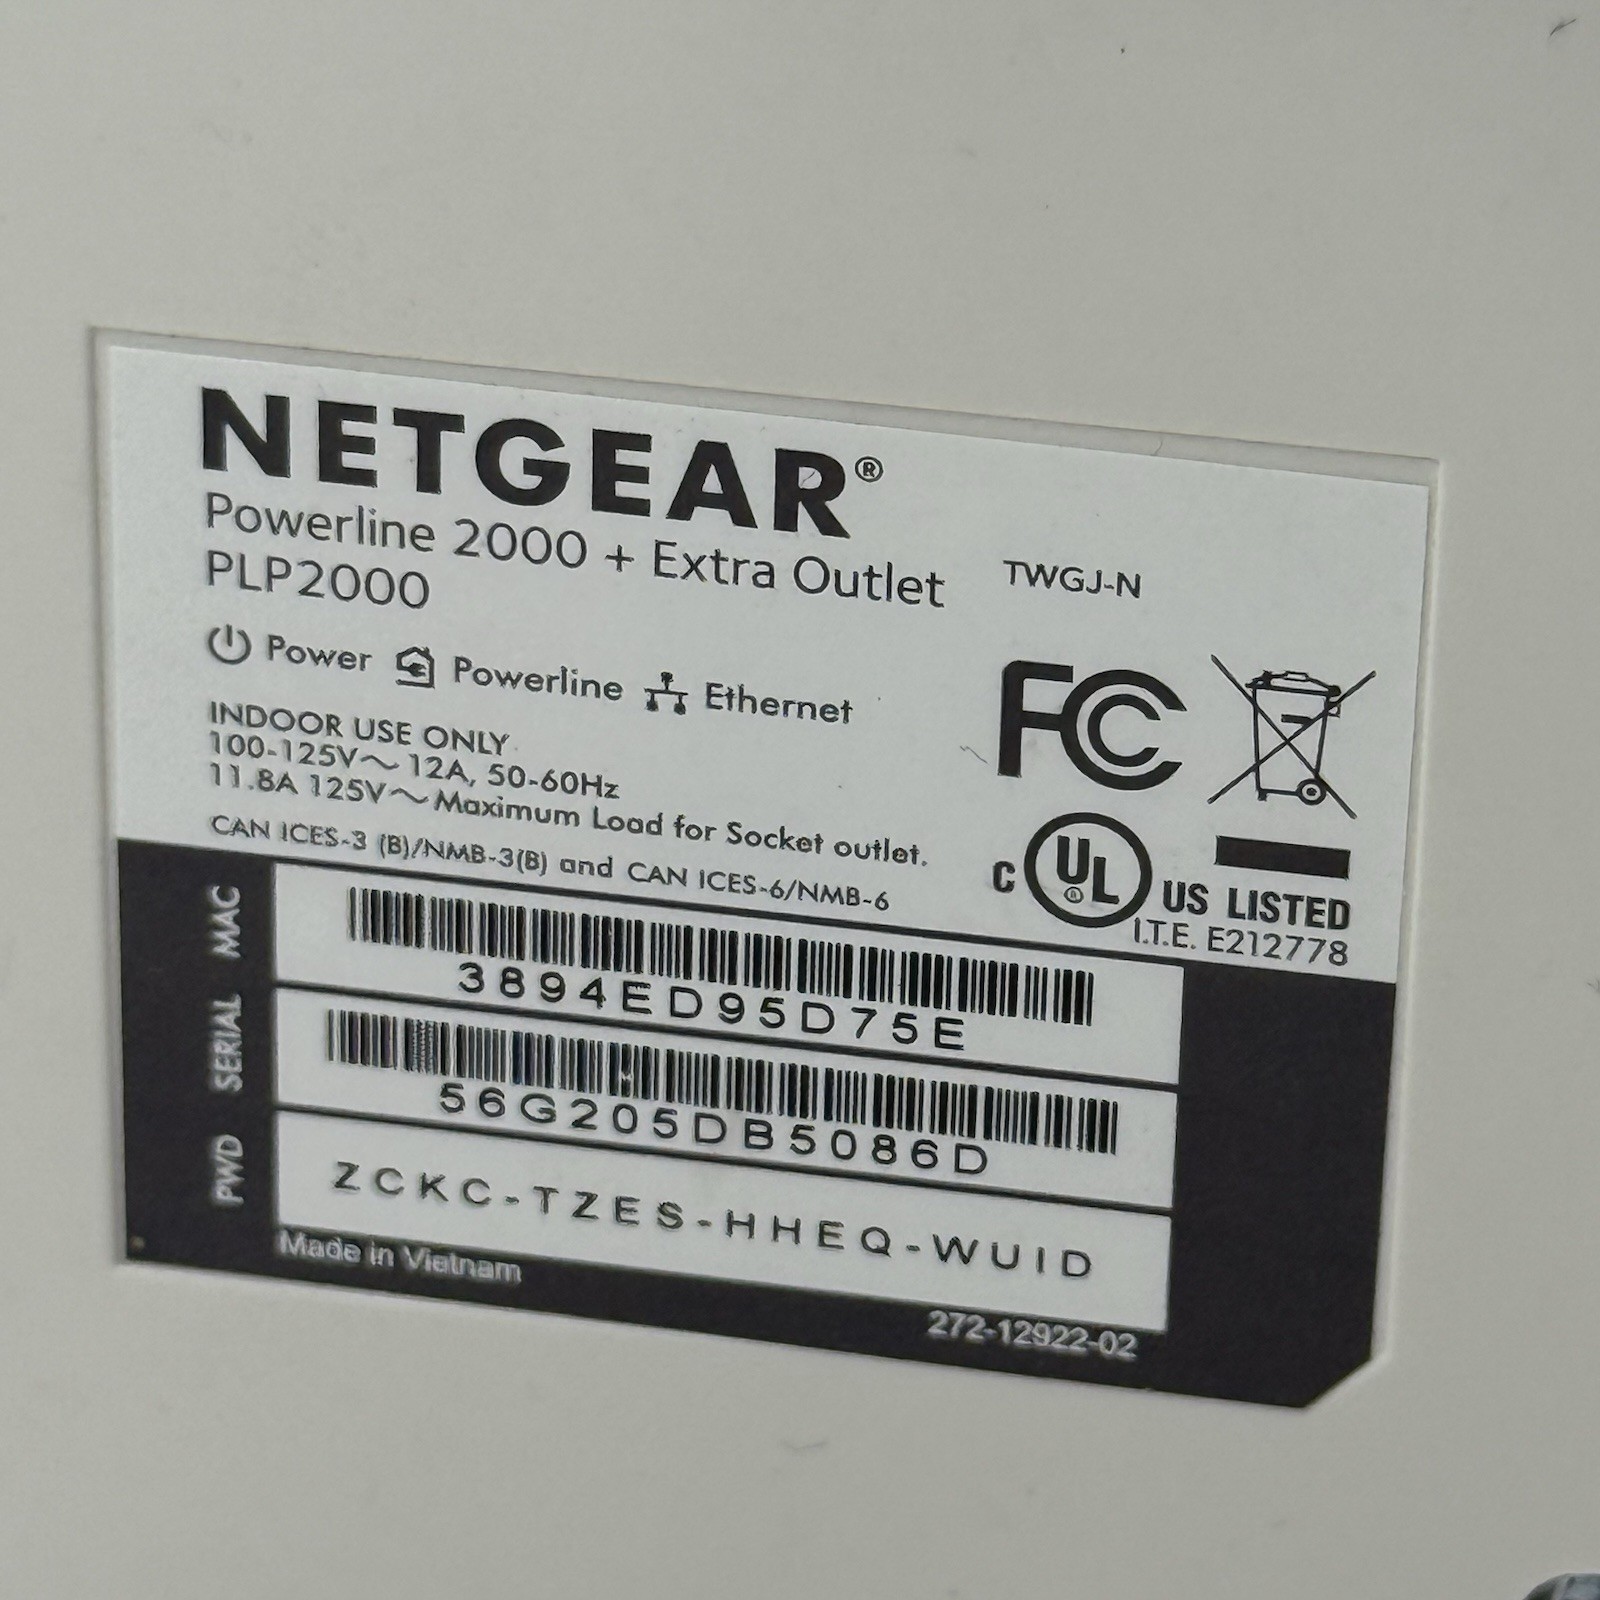 NETGEAR®
Powerline 2000 + Extra Outlet
PLP2000
TWGJ-N
Power Powerline Ethernet
INDOOR USE ONLY
100-125V~ 12A, 50-60Hz
11.8A 125V~ Maximum Load for Socket outlet.
CAN ICES-3 (B)/NMB-3(B) and CAN ICES-6/NMB-6
FC
C UL® US LISTED
I.T.E. E212778
MAC
3894ED95D75E
SERIAL
56G205DB5086D
PWD
ZCKC-TZES-HHEQ-WUID
Made in Vietnam
272-12922-02